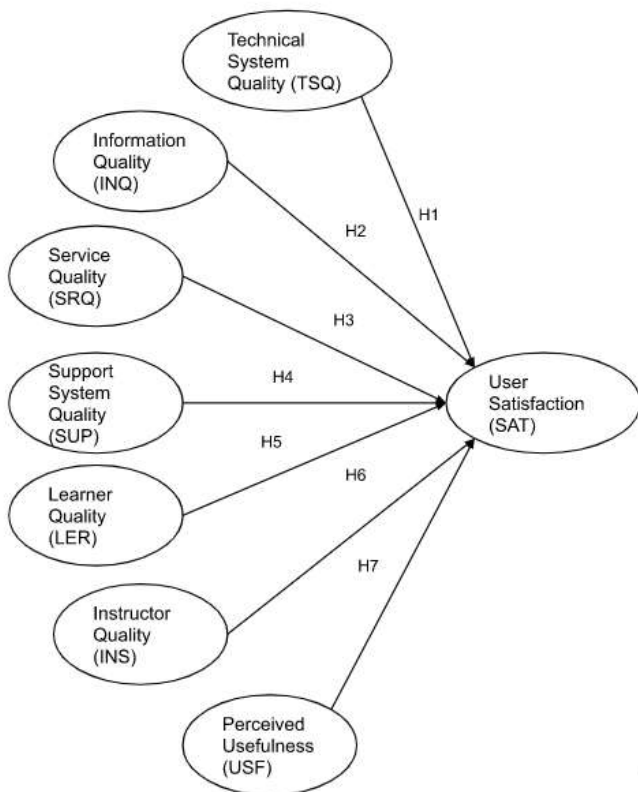 Technical
System
Quality (TSQ)
Information
Quality
(INQ)
H1
H2
Service
Quality
(SRQ)
H3
Support
System
Quality
(SUP)
H4
User
Satisfaction
(SAT)
H5
H6
Learner
Quality
(LER)
H7
Instructor
Quality
(INS)
Perceived
Usefulness
(USF)